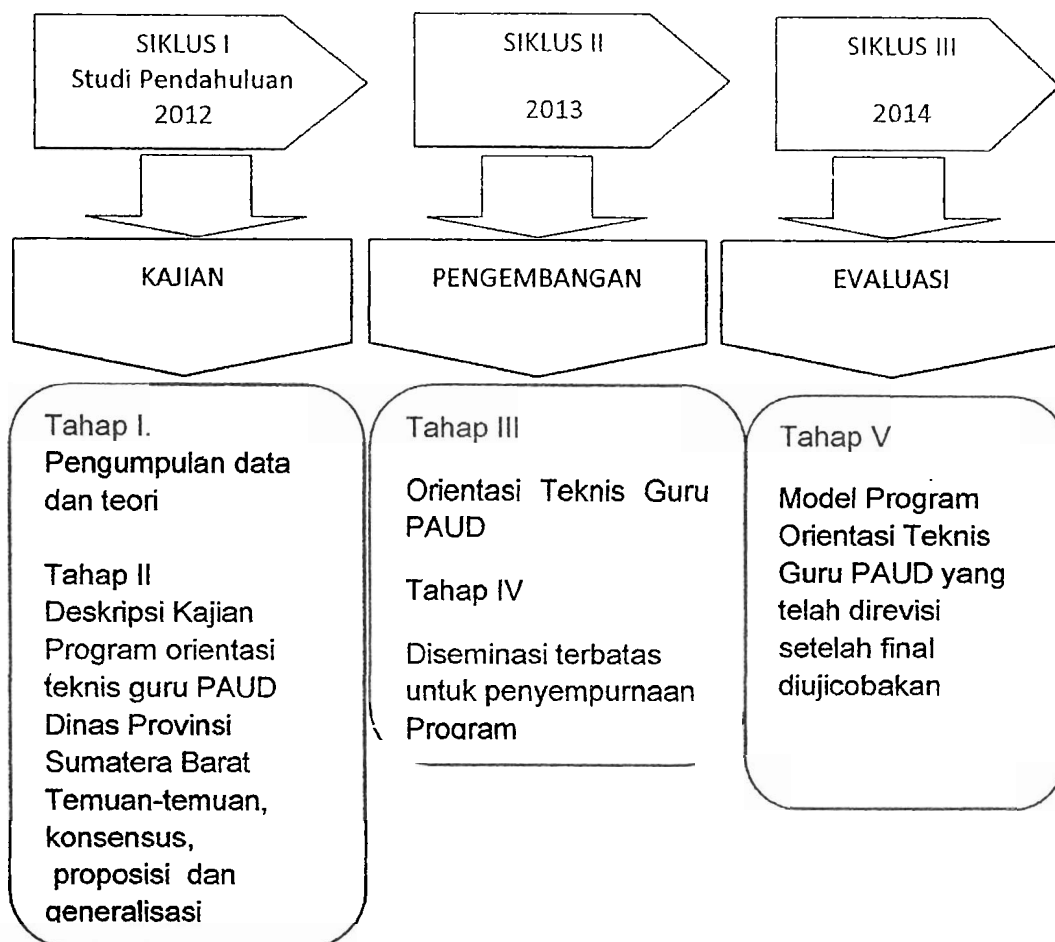 SIKLUS I
Studi Pendahuluan
2012
SIKLUS II
2013
SIKLUS III
2014
KAJIAN
PENGEMBANGAN
EVALUASI
Tahap I.
Pengumpulan data
dan teori
Tahap II
Deskripsi Kajian
Program orientasi
teknis guru PAUD
Dinas Provinsi
Sumatera Barat
Temuan-temuan,
konsensus,
proposisi dan
generalisasi
Tahap III
Orientasi Teknis Guru
PAUD
Tahap IV
Diseminasi terbatas
untuk penyempurnaan
Program
Tahap V
Model Program
Orientasi Teknis
Guru PAUD yang
telah direvisi
setelah final
diujicobakan